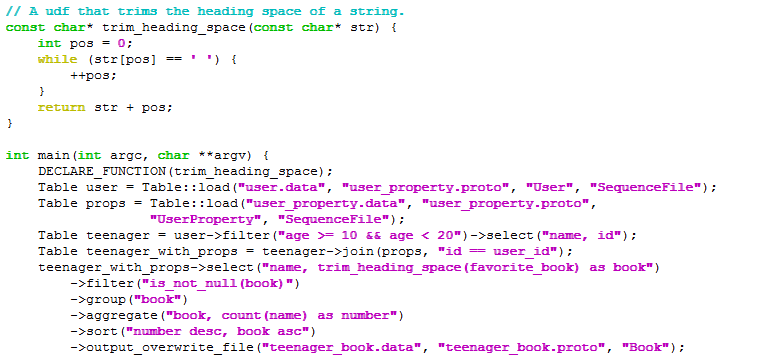 // A udf that trims the heading space of a string.
const char* trim_heading_space(const char* str) {
    int pos = 0;
    while (str[pos] == ' ') {
        ++pos;
    }
    return str + pos;
}

int main(int argc, char **argv) {
    DECLARE_FUNCTION(trim_heading_space);
    Table user = Table::load("user.data", "user_property.proto", "User", "SequenceFile");
    Table props = Table::load("user_property.data", "user_property.proto",
                  "UserProperty", "SequenceFile");
    Table teenager = user->filter("age >= 10 && age < 20")->select("name, id");
    Table teenager_with_props = teenager->join(props, "id == user_id");
    teenager_with_props->select("name, trim_heading_space(favorite_book) as book")
        ->filter("is_not_null(book)")
        ->group("book")
        ->aggregate("book, count(name) as number")
        ->sort("number desc, book asc")
        ->output_overwrite_file("teenager_book.data", "teenager_book.proto", "Book");